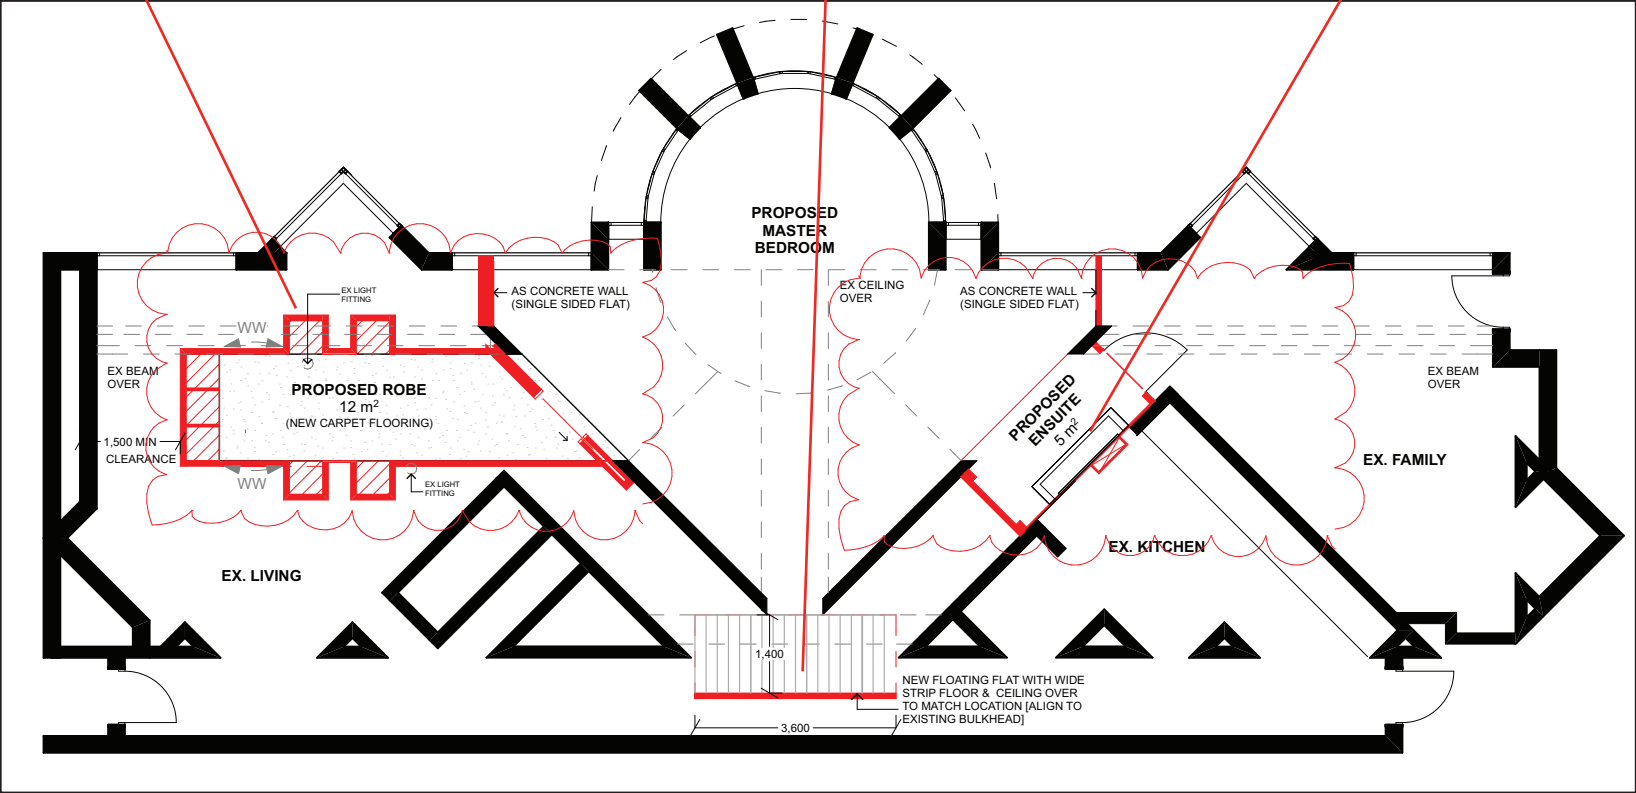 PROPOSED
MASTER
BEDROOM
EX LIGHT
FITTING
AS CONCRETE WALL
(SINGLE SIDED FLAT)
EX CEILING
OVER
AS CONCRETE WALL
(SINGLE SIDED FLAT)
WW
EX BEAM
OVER
PROPOSED ROBE
12 m²
(NEW CARPET FLOORING)
EX BEAM
OVER
PROPOSED
ENSUITE
5 m²
1,500 MIN
CLEARANCE
EX. FAMILY
WW
EX LIGHT
FITTING
EX. KITCHEN
EX. LIVING
1,400
NEW FLOATING FLAT WITH WIDE
STRIP FLOOR & CEILING OVER
TO MATCH LOCATION [ALIGN TO
EXISTING BULKHEAD]
3,600